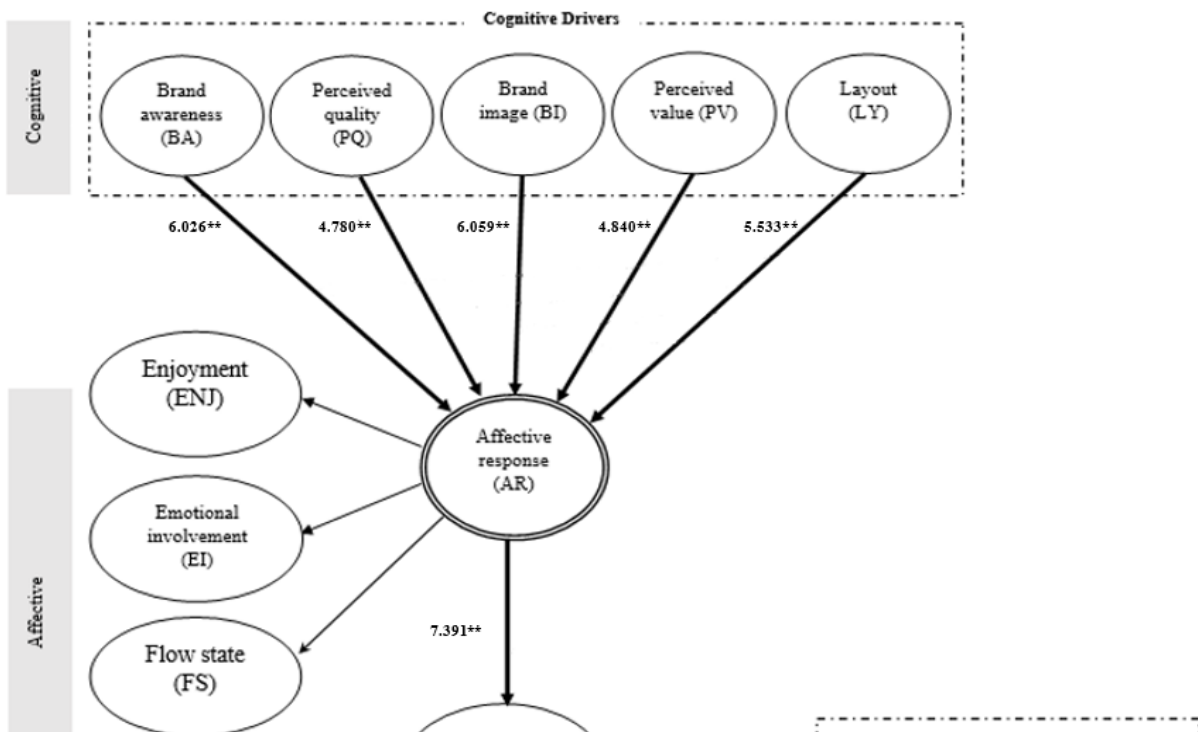 Cognitive Drivers
Cognitive
Brand
awareness
(BA)
Perceived
quality
(PQ)
Brand
image (BI)
Perceived
value (PV)
Layout
(LY)
6.026**
4.780**
6.059**
4.840**
5.533**
Enjoyment
(ENJ)
Affective
response
(AR)
Emotional
involvement
(EI)
Affective
Flow state
(FS)
7.391**